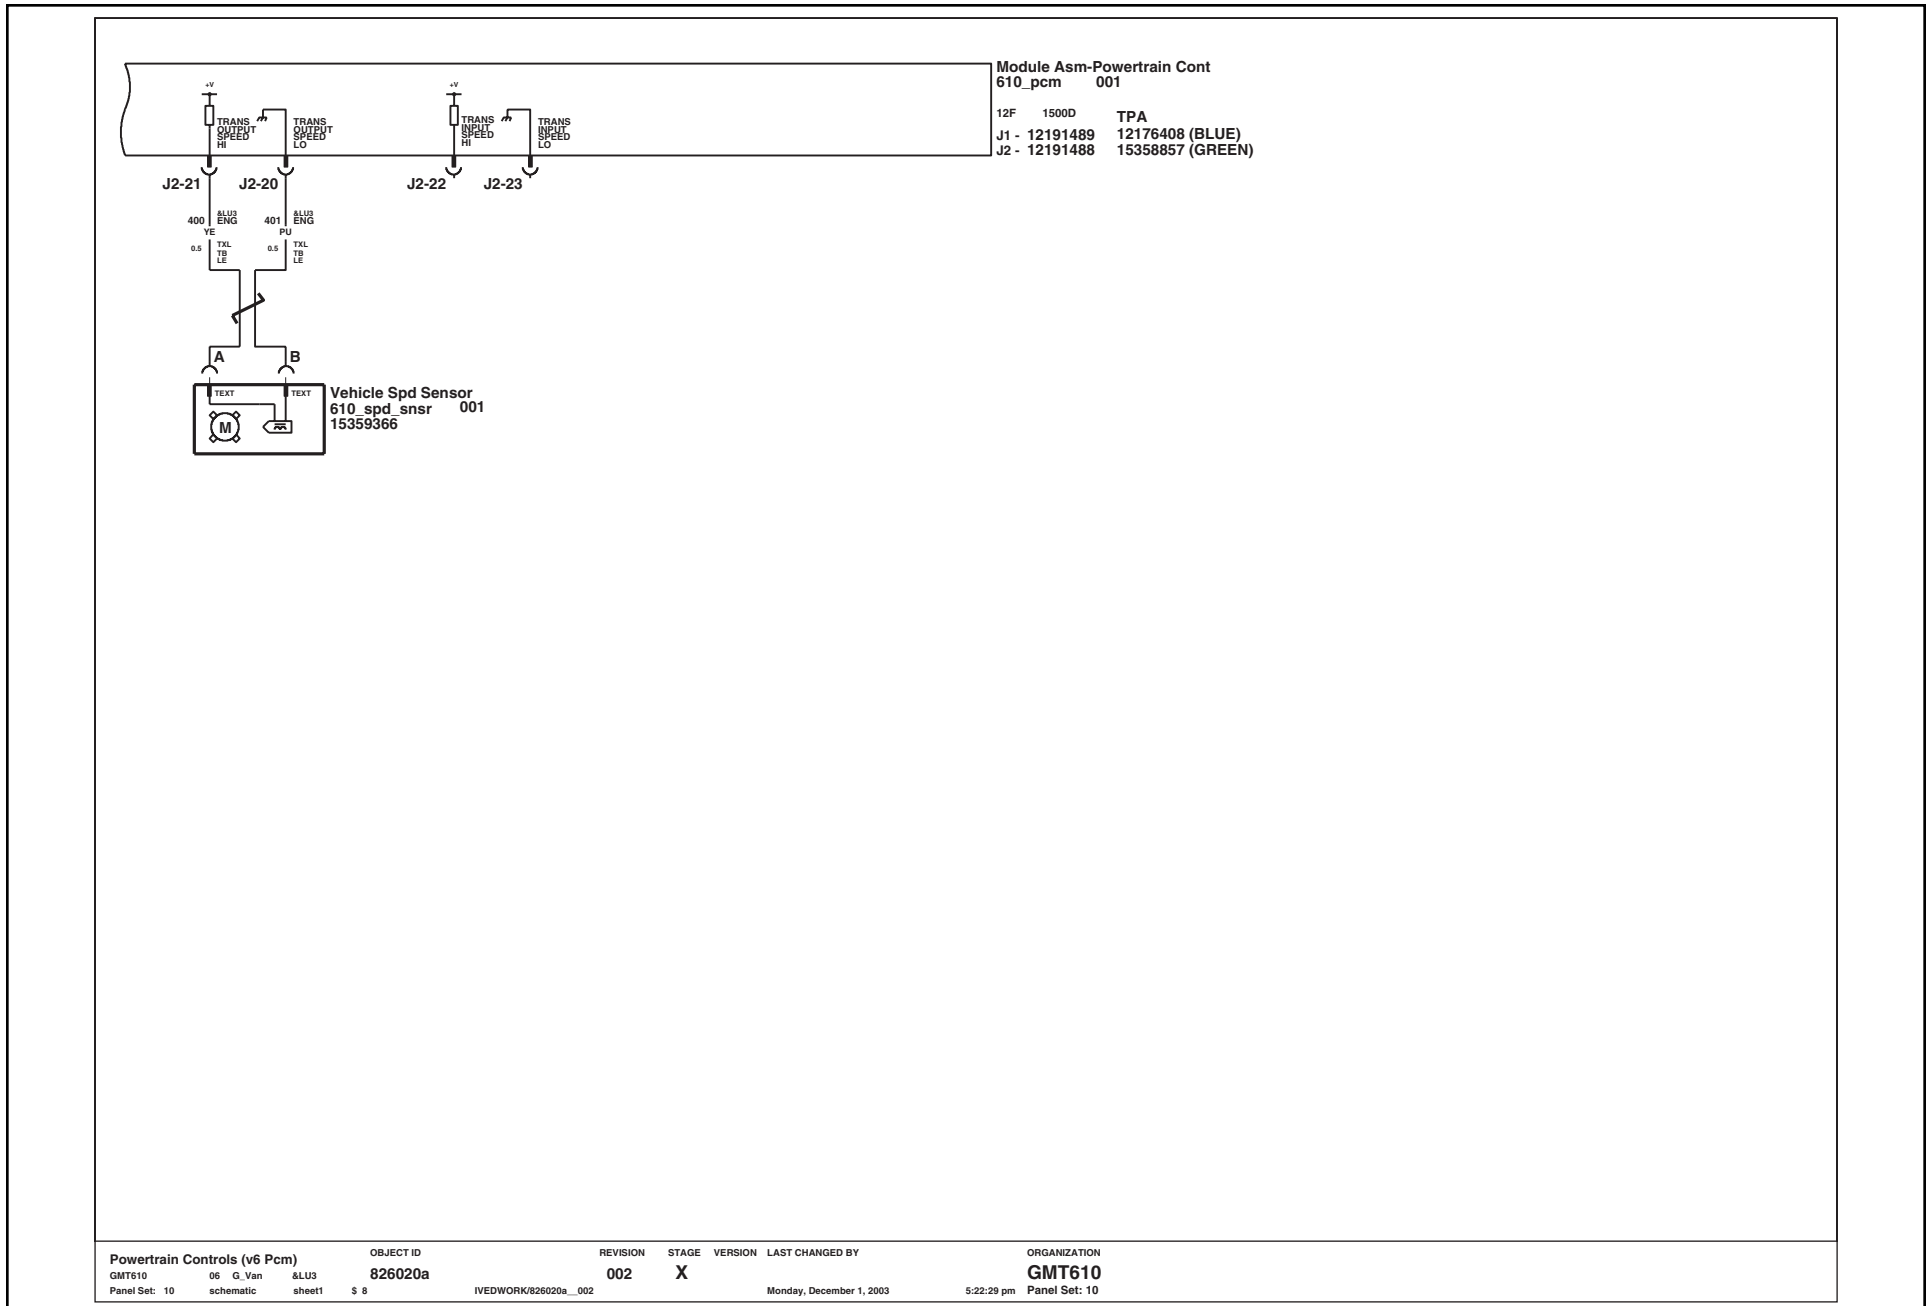 Module Asm-Powertrain Cont
610_pcm 001
12F 1500D TPA
J1 - 12191489 12176408 (BLUE)
J2 - 12191488 15358857 (GREEN)
+V
TRANS
OUTPUT
SPEED
HI
TRANS
OUTPUT
SPEED
LO
+V
TRANS
INPUT
SPEED
HI
TRANS
INPUT
SPEED
LO
J2-21 J2-20 J2-22 J2-23
400 &LU3
ENG
YE
0.5 TXL
TB
LE
401 &LU3
ENG
PU
0.5 TXL
TB
LE
A B
TEXT TEXT
M
Vehicle Spd Sensor
610_spd_snsr 001
15359366
Powertrain Controls (v6 Pcm)
GMT610 06 G_Van &LU3
Panel Set: 10 schematic sheet1 $ 8
OBJECT ID
826020a
IVEDWORK/826020a__002
REVISION STAGE VERSION LAST CHANGED BY
002 X
Monday, December 1, 2003 5:22:29 pm
ORGANIZATION
GMT610
Panel Set: 10